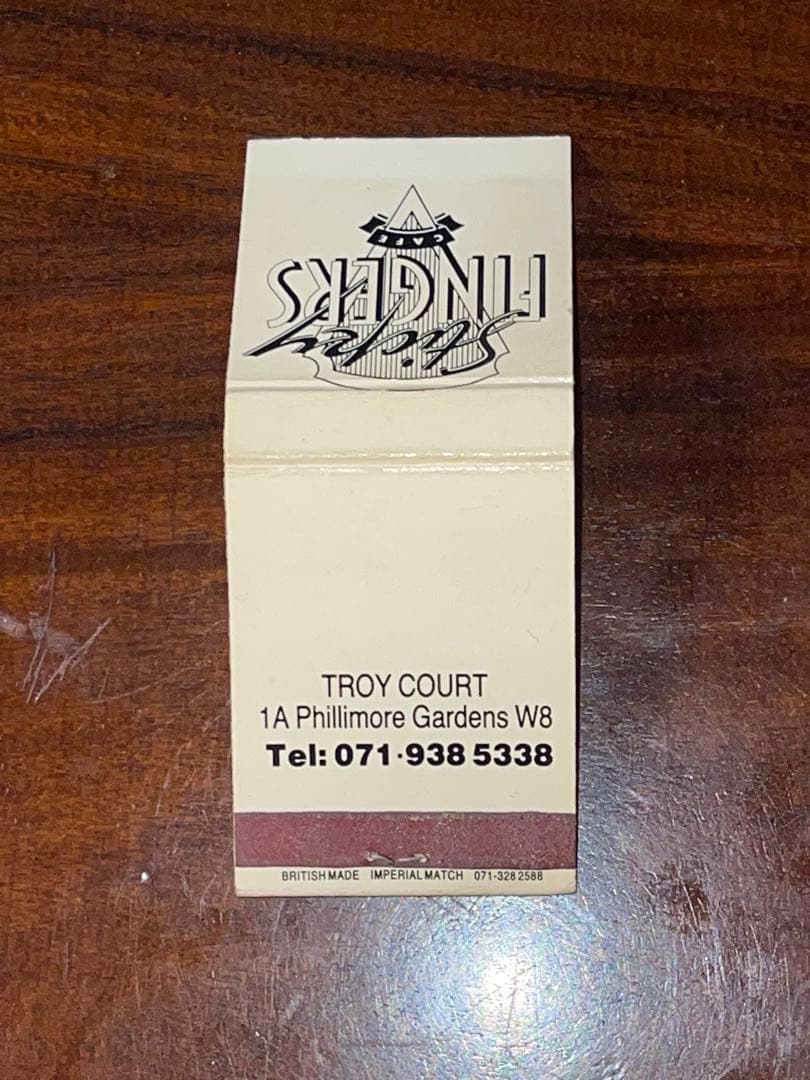 Sticky
FINGERS
CAFE
TROY COURT
1A Phillimore Gardens W8
Tel: 071·938 5338
BRITISH MADE IMPERIAL MATCH 071-328 2588